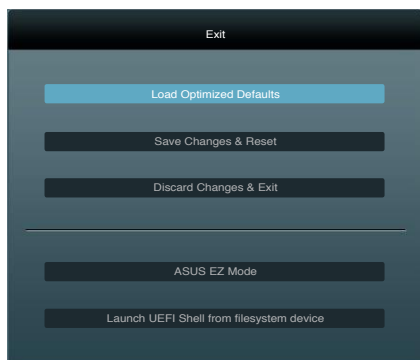 Exit
Load Optimized Defaults
Save Changes & Reset
Discard Changes & Exit
ASUS EZ Mode
Launch UEFI Shell from filesystem device